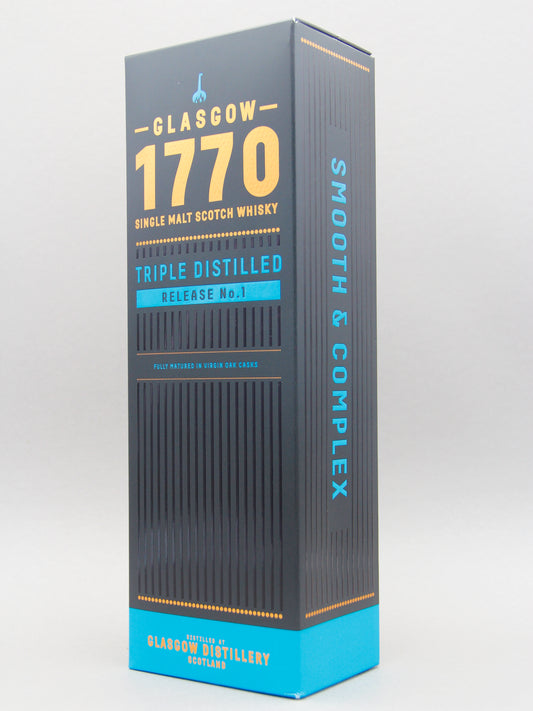 GLASGOW
1770
SINGLE MALT SCOTCH WHISKY
TRIPLE DISTILLED
RELEASE No.1
FULLY MATURED IN VIRGIN OAK CASKS
DISTILLED AT
GLASGOW DISTILLERY
SCOTLAND
SMOOTH & COMPLEX